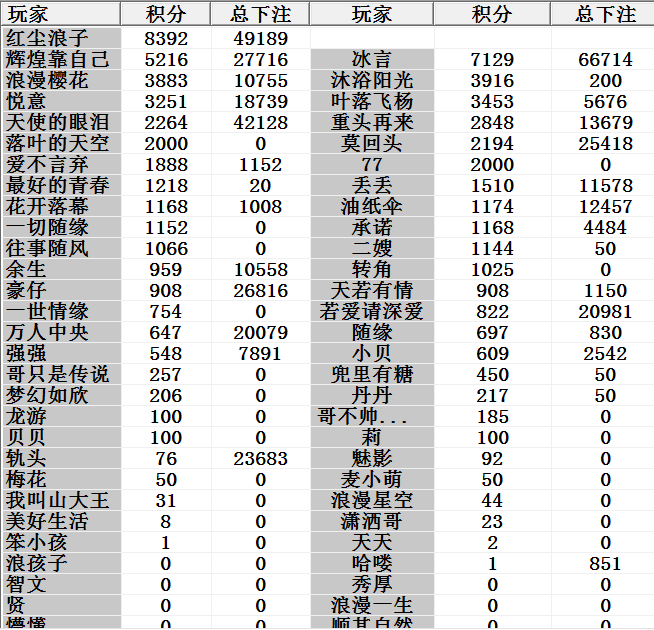 玩家 积分 总下注 玩家 积分 总下注
红尘浪子 8392 49189
辉煌靠自己 5216 27716 冰言 7129 66714
浪漫樱花 3883 10755 沐浴阳光 3916 200
悦意 3251 18739 叶落飞杨 3453 5676
天使的眼泪 2264 42128 重头再来 2848 13679
落叶的天空 2000 0 莫回头 2194 25418
爱不言弃 1888 1152 77 2000 0
最好的青春 1218 20 丢丢 1510 11578
花开落幕 1168 1008 油纸伞 1174 12457
一切随缘 1152 0 承诺 1168 4484
往事随风 1066 0 二嫂 1144 50
余生 959 10558 转角 1025 0
豪仔 908 26816 天若有情 908 1150
一世情缘 754 0 若爱请深爱 822 20981
万人中央 647 20079 随缘 697 830
强强 548 7891 小贝 609 2542
哥只是传说 257 0 兜里有糖 450 50
梦幻如欣 206 0 丹丹 217 50
龙游 100 0 哥不帅... 185 0
贝贝 100 0 莉 100 0
轨头 76 23683 魅影 92 0
梅花 50 0 麦小萌 50 0
我叫山大王 31 0 浪漫星空 44 0
美好生活 8 0 潇洒哥 23 0
笨小孩 1 0 天天 2 0
浪孩子 0 0 哈喽 1 851
智文 0 0 秀厚 0 0
贤 0 0 浪漫一生 0 0
懵懂 0 0 顺其自然 0 0